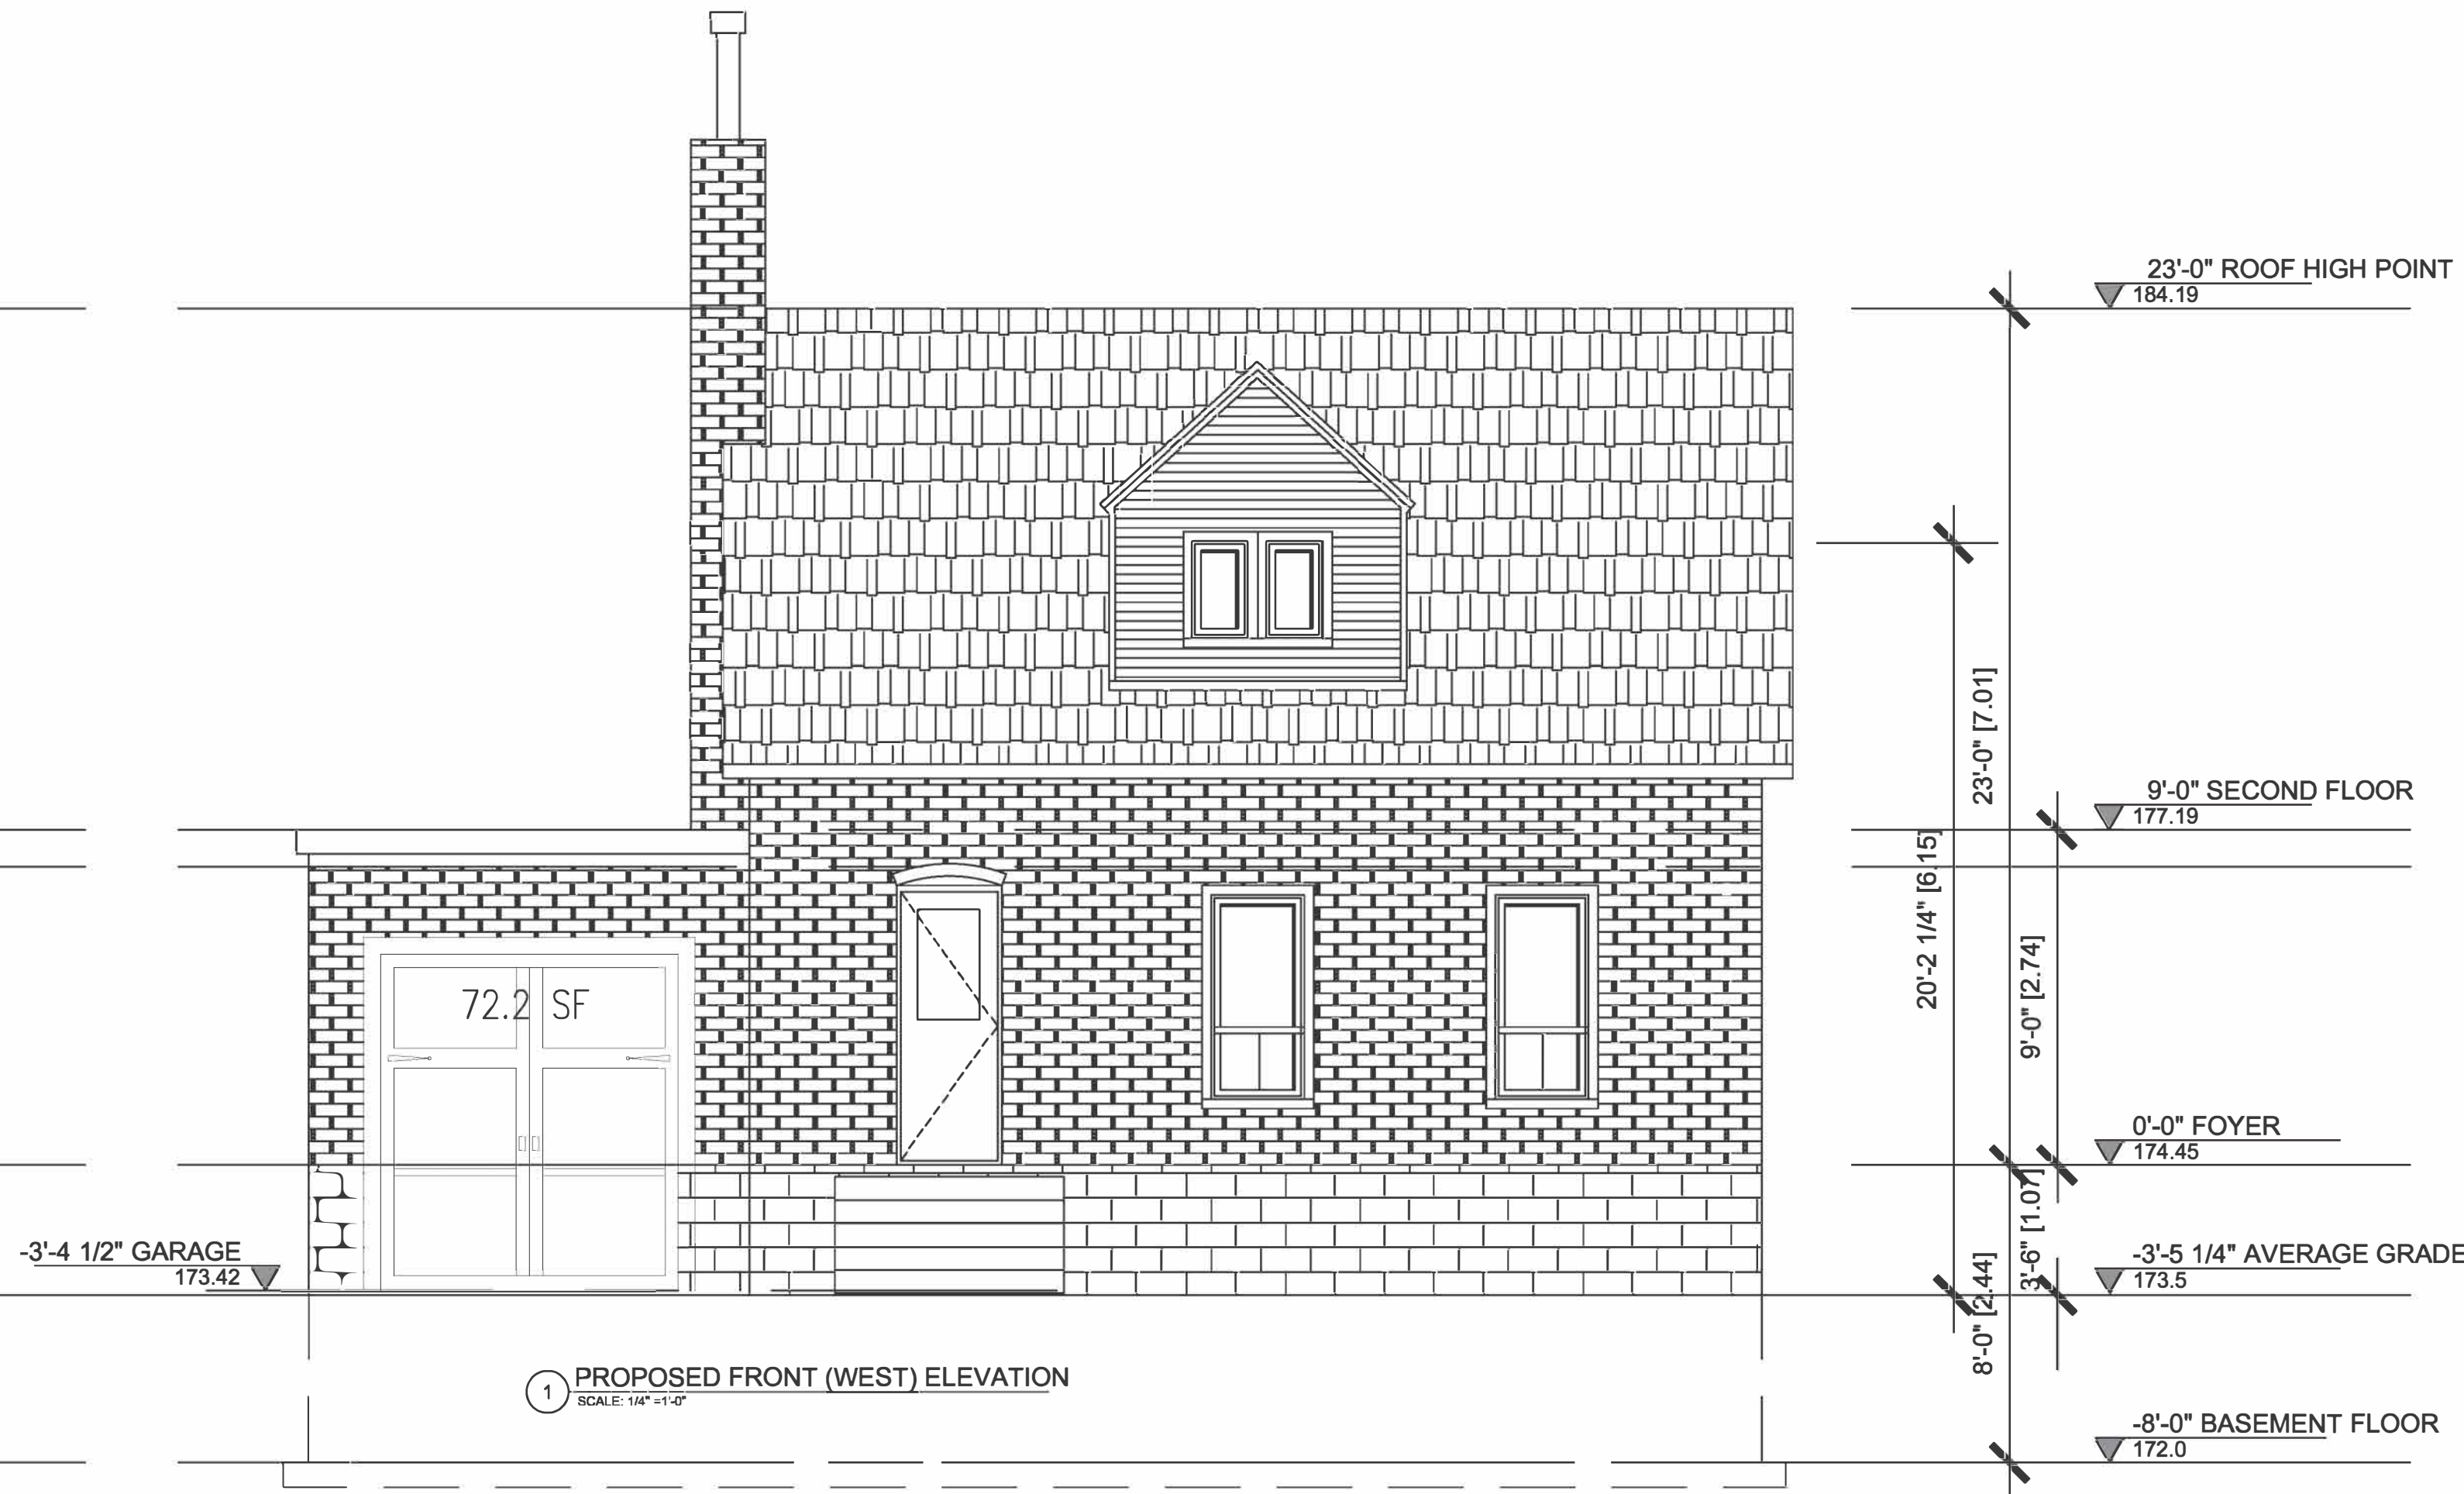 23'-0" ROOF HIGH POINT
184.19
23'-0" [7.01]
9'-0" SECOND FLOOR
177.19
20'-2 1/4" [6.15]
9'-0" [2.74]
72.2 SF
0'-0" FOYER
174.45
3'-6" [1.07]
-3'-4 1/2" GARAGE
173.42
-3'-5 1/4" AVERAGE GRADE
173.5
8'-0" [2.44]
1
PROPOSED FRONT (WEST) ELEVATION
SCALE: 1/4" =1'-0"
-8'-0" BASEMENT FLOOR
172.0